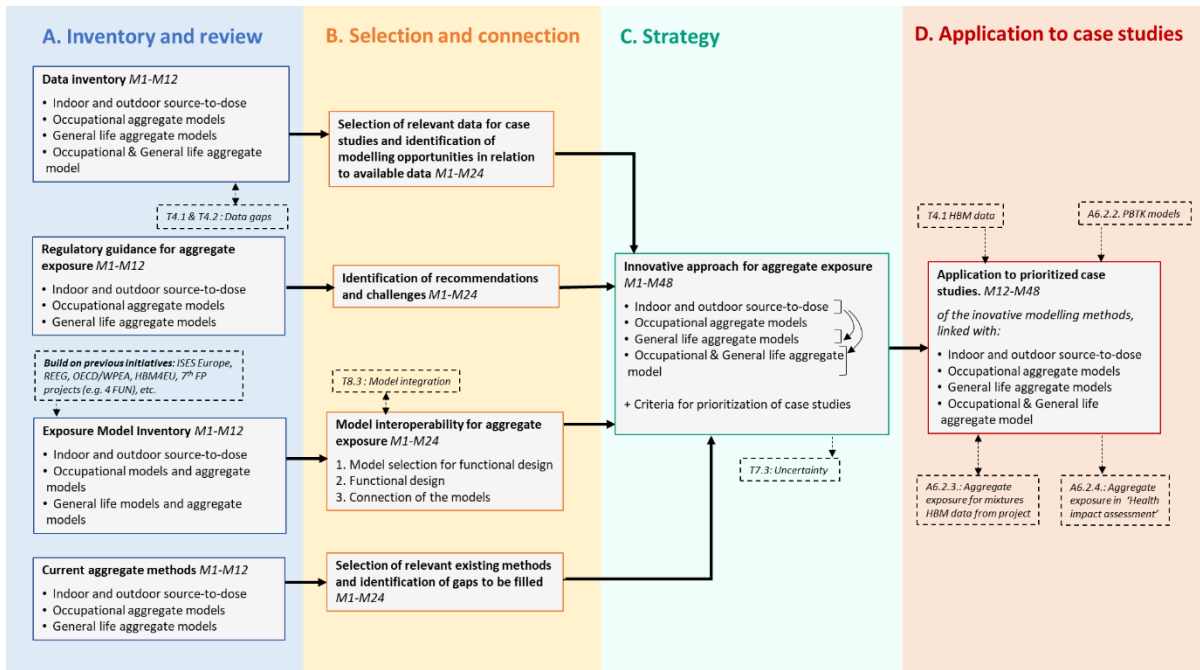 A. Inventory and review
Data inventory M1-M12
• Indoor and outdoor source-to-dose
• Occupational aggregate models
• General life aggregate models
• Occupational & General life aggregate
model
T4.1 & T4.2 : Data gaps
Regulatory guidance for aggregate
exposure M1-M12
• Indoor and outdoor source-to-dose
• Occupational aggregate models
• General life aggregate models
Build on previous initiatives: ISES Europe,
REEG, OECD/WPEA, HBM4EU, 7th FP
projects (e.g. 4 FUN), etc.
Exposure Model Inventory M1-M12
• Indoor and outdoor source-to-dose
• Occupational models and aggregate
models
• General life models and aggregate
models
Current aggregate methods M1-M12
• Indoor and outdoor source-to-dose
• Occupational aggregate models
• General life aggregate models
B. Selection and connection
Selection of relevant data for case
studies and identification of
modelling opportunities in relation
to available data M1-M24
Identification of recommendations
and challenges M1-M24
T8.3 : Model integration
Model interoperability for aggregate
exposure M1-M24
1. Model selection for functional design
2. Functional design
3. Connection of the models
Selection of relevant existing methods
and identification of gaps to be filled
M1-M24
C. Strategy
Innovative approach for aggregate exposure
M1-M48
• Indoor and outdoor source-to-dose
• Occupational aggregate models
• General life aggregate models
• Occupational & General life aggregate
model
+ Criteria for prioritization of case studies
T7.3: Uncertainty
D. Application to case studies
T4.1 HBM data
A6.2.2. PBTK models
Application to prioritized case
studies. M12-M48
of the inovative modelling methods,
linked with:
• Indoor and outdoor source-to-dose
• Occupational aggregate models
• General life aggregate models
• Occupational & General life
aggregate model
A6.2.3.: Aggregate
exposure for mixtures
HBM data from project
A6.2.4.: Aggregate
exposure in ‘Health
impact assessment’